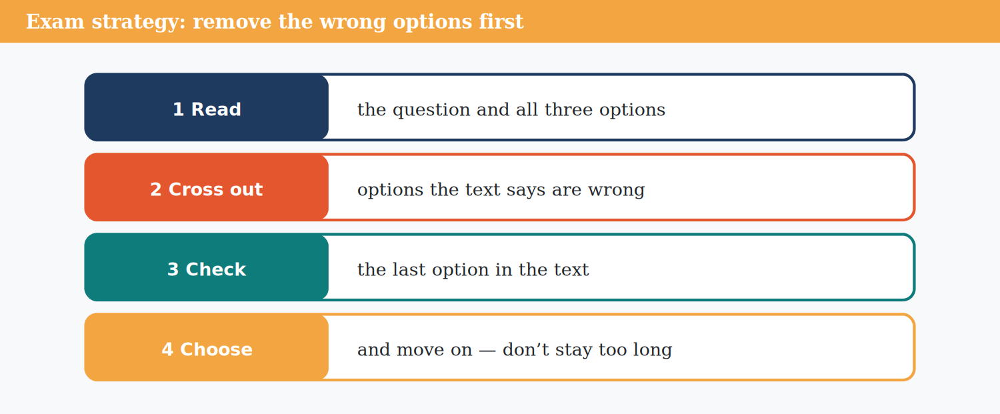 Exam strategy: remove the wrong options first
1 Read the question and all three options
2 Cross out options the text says are wrong
3 Check the last option in the text
4 Choose and move on — don’t stay too long